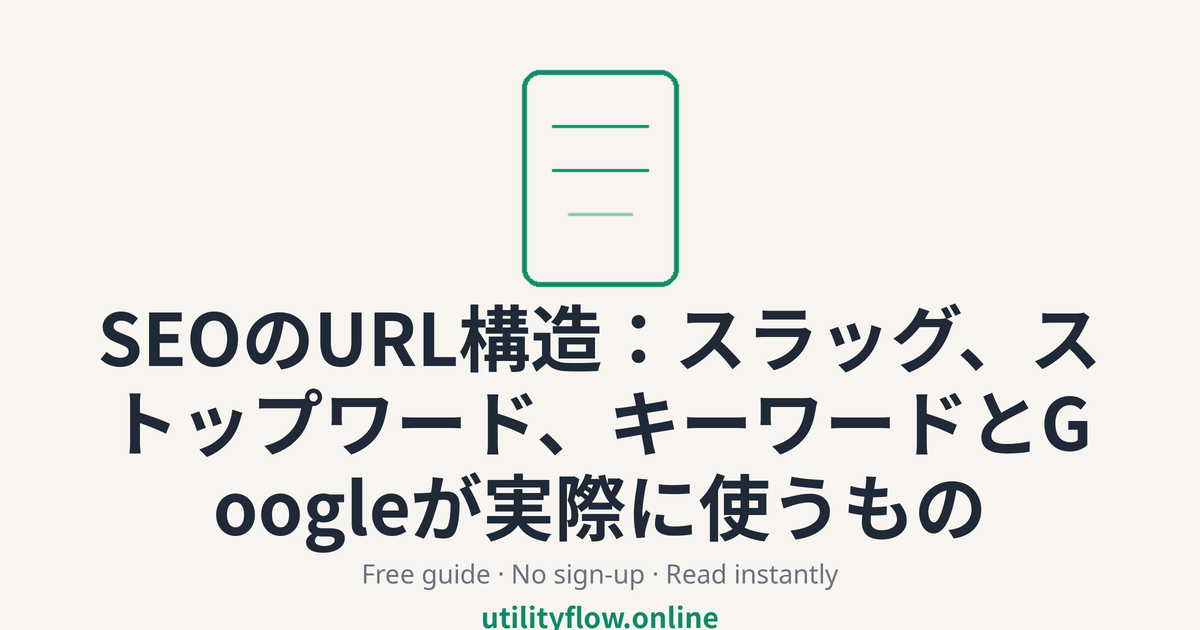 SEOのURL構造：スラッグ、ス
トップワード、キーワードとG
oogleが実際に使うもの
Free guide · No sign-up · Read instantly
utilityflow.online